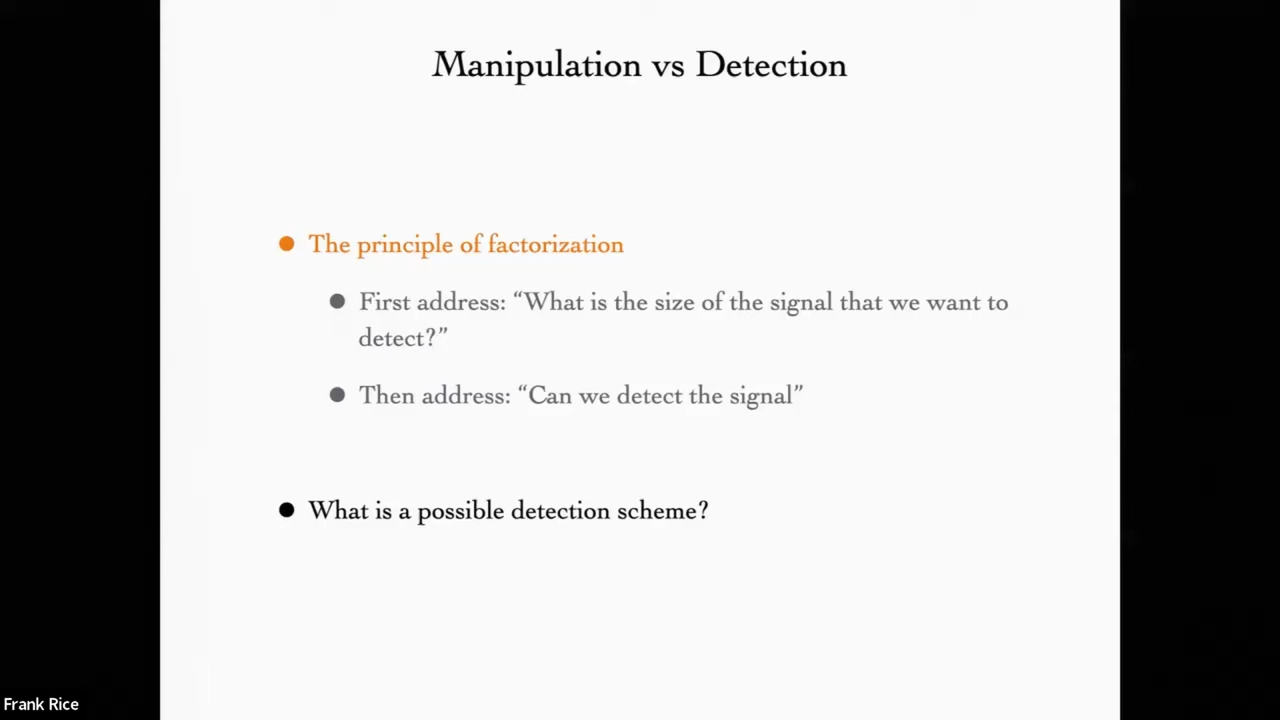 Manipulation vs Detection
The principle of factorization
First address: “What is the size of the signal that we want to
detect?”
Then address: “Can we detect the signal”
What is a possible detection scheme?
Frank Rice